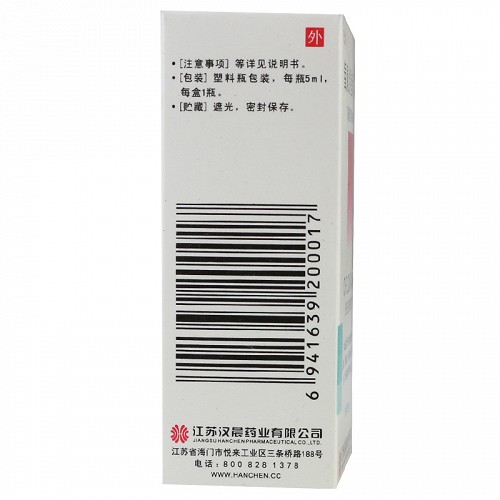 外
·[注意事项]等详见说明书。
·[包装]塑料瓶包装，每瓶5ml，
每盒1瓶。
·[贮藏]遮光，密封保存。
6941639200017
江苏汉晨药业有限公司
JIANGSU HANCHEN PHARMACEUTICAL CO.,LTD
江苏省海门市悦来工业区三条桥路188号
电话：800 828 1378
WWW.HANCHEN.CC